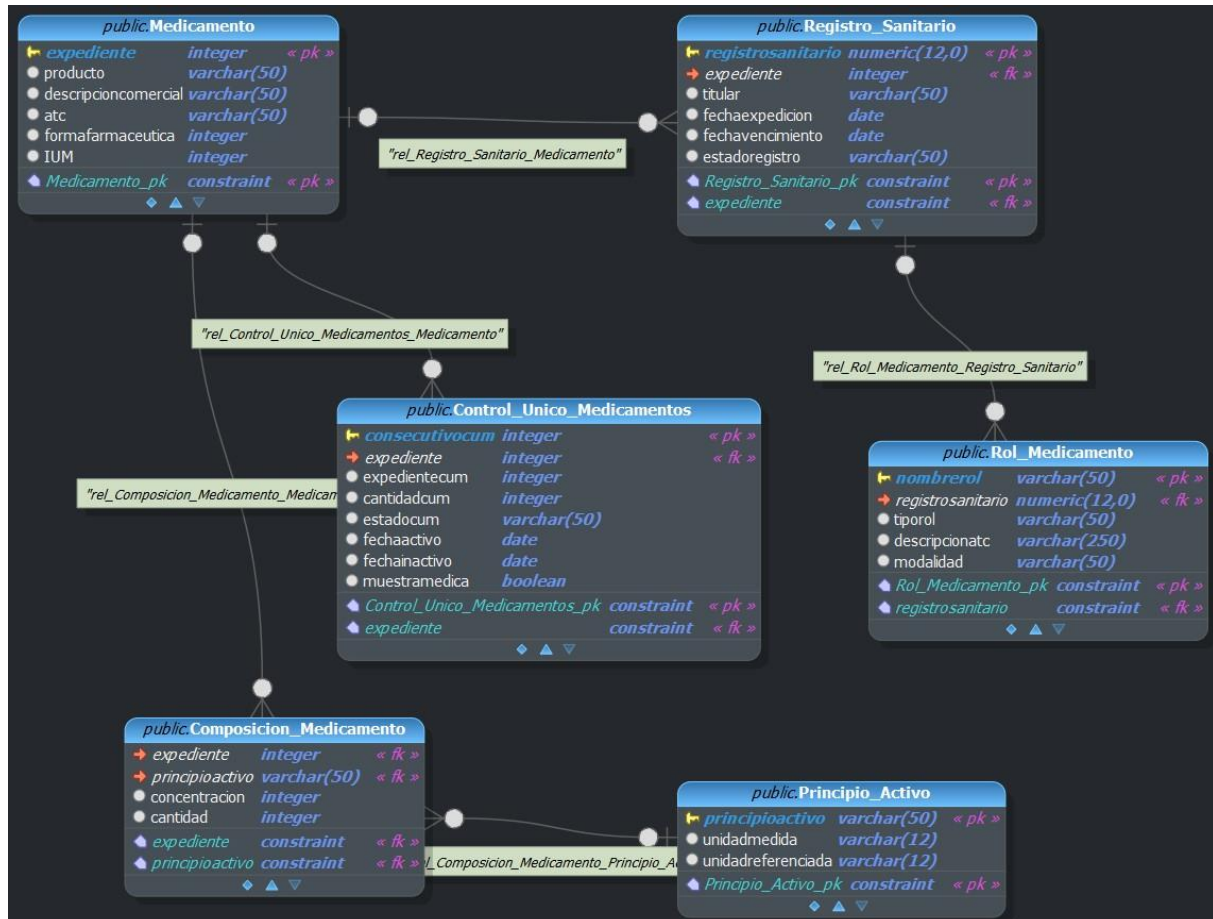 public.Medicamento
expediente integer « pk »
producto varchar(50)
descripcioncomercial varchar(50)
atc varchar(50)
formafarmaceutica integer
IUM integer
Medicamento_pk constraint « pk »
public.Registro_Sanitario
registrosanitario numeric(12,0) « pk »
expediente integer « fk »
titular varchar(50)
fechaexpedicion date
fechavencimiento date
estadoregistro varchar(50)
Registro_Sanitario_pk constraint « pk »
expediente constraint « fk »
"rel_Registro_Sanitario_Medicamento"
"rel_Control_Unico_Medicamentos_Medicamento"
"rel_Rol_Medicamento_Registro_Sanitario"
public.Control_Unico_Medicamentos
consecutivocum integer « pk »
expediente integer « fk »
expedientecum integer
cantidadcum integer
estadocum varchar(50)
fechaactivo date
fechainactivo date
muestramedica boolean
Control_Unico_Medicamentos_pk constraint « pk »
expediente constraint « fk »
public.Rol_Medicamento
nombrerol varchar(50) « pk »
registrosanitario numeric(12,0) « fk »
tiporol varchar(50)
descripcionatc varchar(250)
modalidad varchar(50)
Rol_Medicamento_pk constraint « pk »
registrosanitario constraint « fk »
"rel_Composicion_Medicamento_Medicam
public.Composicion_Medicamento
expediente integer « fk »
principioactivo varchar(50) « fk »
concentracion integer
cantidad integer
expediente constraint « fk »
principioactivo constraint « fk »
l_Composicion_Medicamento_Principio_A
public.Principio_Activo
principioactivo varchar(50) « pk »
unidadmedida varchar(12)
unidadreferenciada varchar(12)
Principio_Activo_pk constraint « pk »